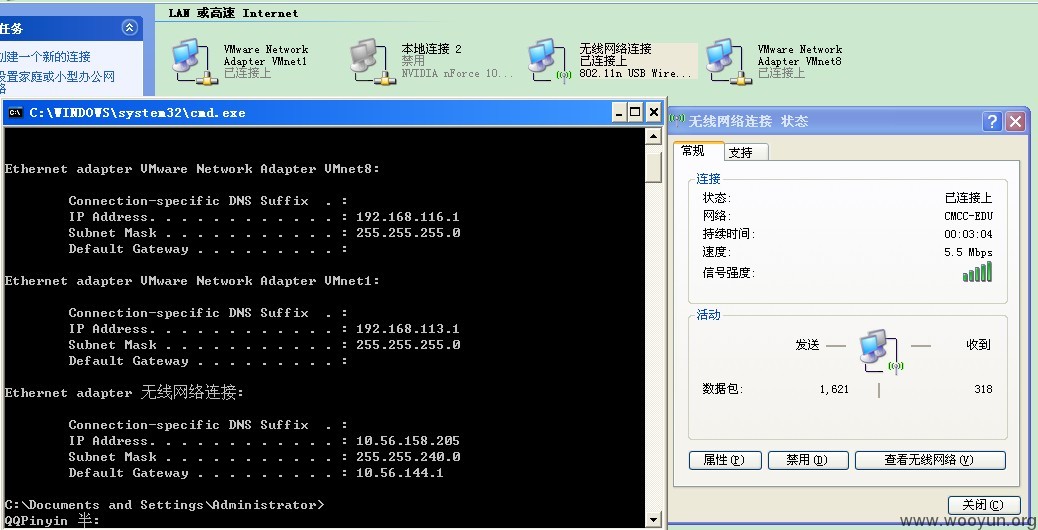 LAN 或高速 Internet
任务
创建一个新的连接
设置家庭或小型办公网
络
VMware Network
Adapter VMnet1
已连接上
本地连接 2
禁用
NVIDIA nForce 10...
无线网络连接
已连接上
802.11n USB Wire...
VMware Network
Adapter VMnet8
已连接上
C:\WINDOWS\system32\cmd.exe
Ethernet adapter VMware Network Adapter VMnet8:
Connection-specific DNS Suffix  . :
IP Address. . . . . . . . . . . . : 192.168.116.1
Subnet Mask . . . . . . . . . . . : 255.255.255.0
Default Gateway . . . . . . . . . :
Ethernet adapter VMware Network Adapter VMnet1:
Connection-specific DNS Suffix  . :
IP Address. . . . . . . . . . . . : 192.168.113.1
Subnet Mask . . . . . . . . . . . : 255.255.255.0
Default Gateway . . . . . . . . . :
Ethernet adapter 无线网络连接:
Connection-specific DNS Suffix  . :
IP Address. . . . . . . . . . . . : 10.56.158.205
Subnet Mask . . . . . . . . . . . : 255.255.240.0
Default Gateway . . . . . . . . . : 10.56.144.1
C:\Documents and Settings\Administrator>
QQPinyin 半:
无线网络连接 状态
常规 支持
连接
状态: 已连接上
网络: CMCC-EDU
持续时间: 00:03:04
速度: 5.5 Mbps
信号强度:
活动
发送 — — 收到
数据包: 1,621 | 318
属性(P) 禁用(D) 查看无线网络(V)
关闭(C)
www.wooyun.org